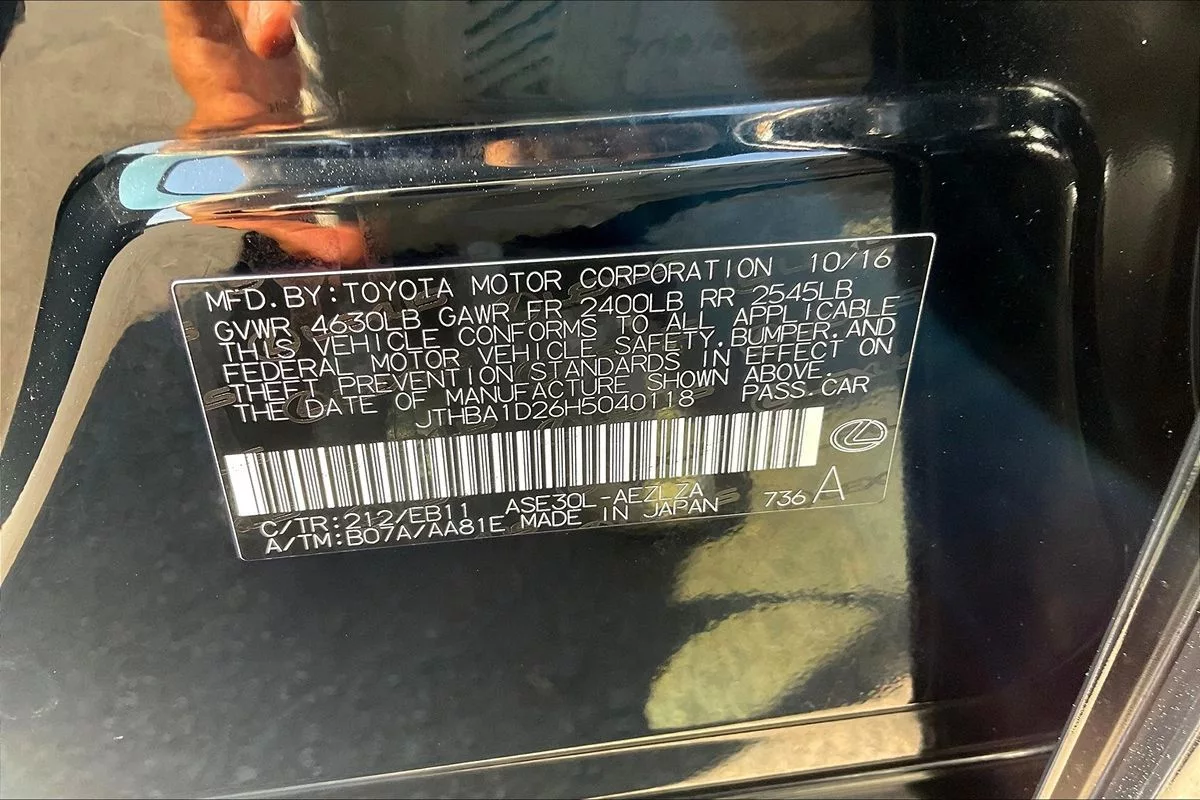 MFD.BY:TOYOTA MOTOR CORPORATION 10/16
GVWR 4630LB GAWR FR 2400LB RR 2545LB
THIS VEHICLE CONFORMS TO ALL APPLICABLE
FEDERAL MOTOR VEHICLE SAFETY,BUMPER,AND
THEFT PREVENTION STANDARDS IN EFFECT ON
THE DATE OF MANUFACTURE SHOWN ABOVE.
JTHBA1D26H5040118 PASS.CAR
C/TR:212/EB11 ASE30L-AEZLZA 736 A
A/TM:B07A/AA81E MADE IN JAPAN